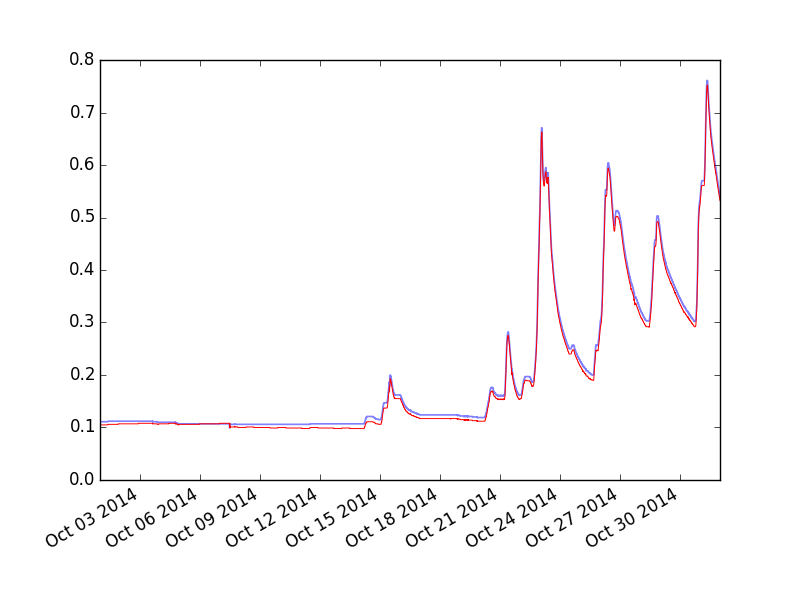 0.8
0.7
0.6
0.5
0.4
0.3
0.2
0.1
0.0
Oct 03 2014
Oct 06 2014
Oct 09 2014
Oct 12 2014
Oct 15 2014
Oct 18 2014
Oct 21 2014
Oct 24 2014
Oct 27 2014
Oct 30 2014